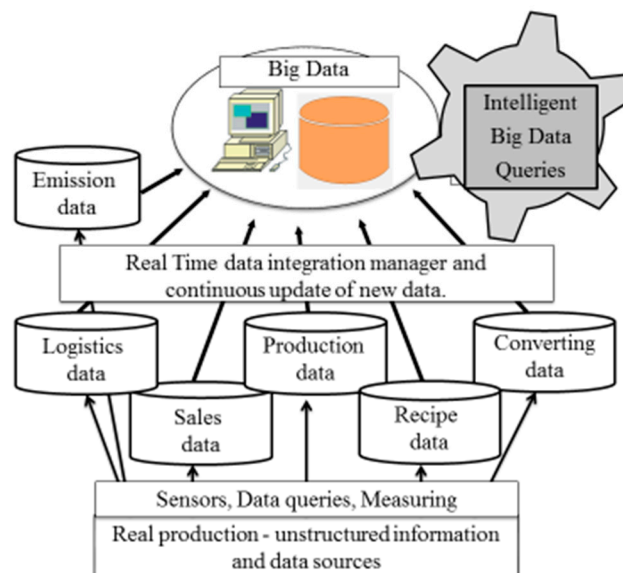 Big Data
Intelligent
Big Data
Queries
Emission
data
Real Time data integration manager and
continuous update of new data.
Logistics
data
Production
data
Converting
data
Sales
data
Recipe
data
Sensors, Data queries, Measuring
Real production - unstructured information
and data sources